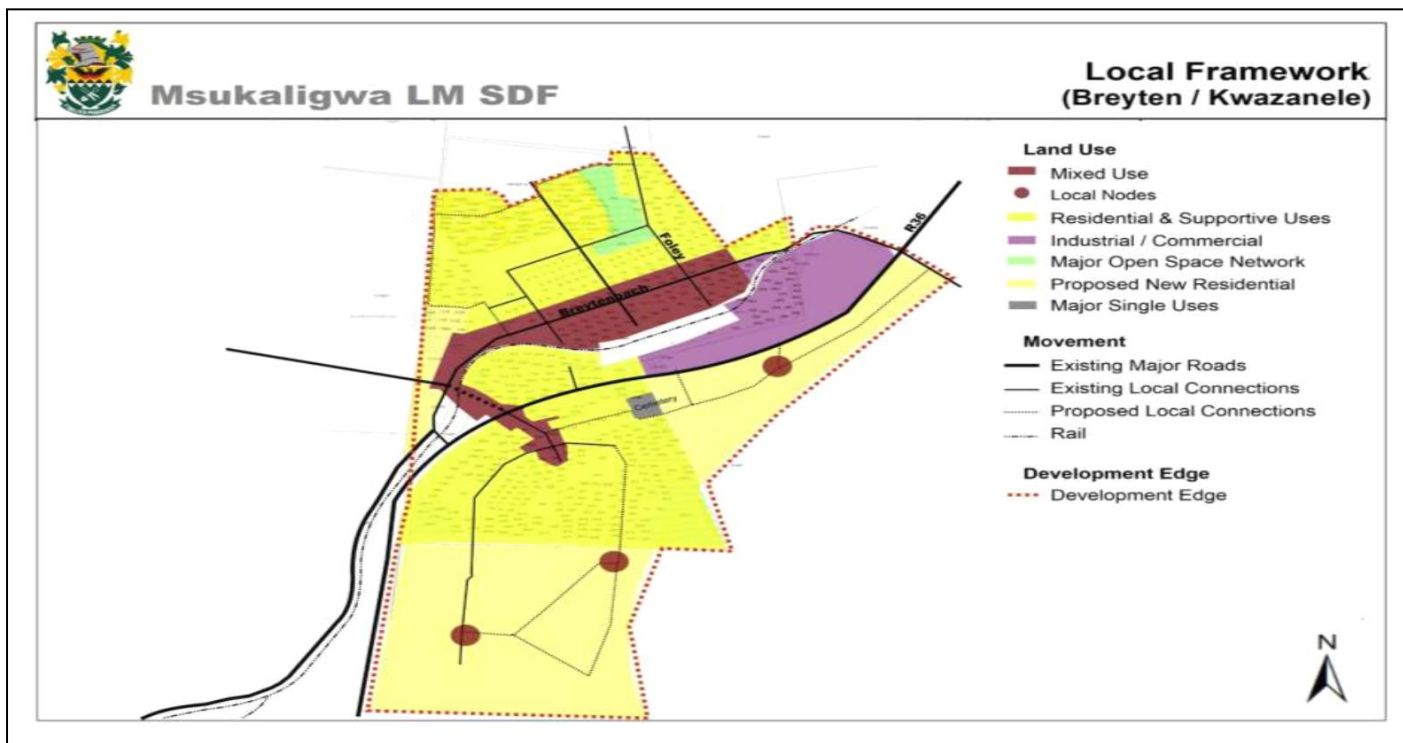 Msukaligwa LM SDF
Local Framework
(Breyten / Kwazanele)
Land Use
Mixed Use
Local Nodes
Residential & Supportive Uses
Industrial / Commercial
Major Open Space Network
Proposed New Residential
Major Single Uses
Movement
Existing Major Roads
Existing Local Connections
Proposed Local Connections
Rail
Development Edge
Development Edge
R36
Foley
Breytenbach
Cemetary
N